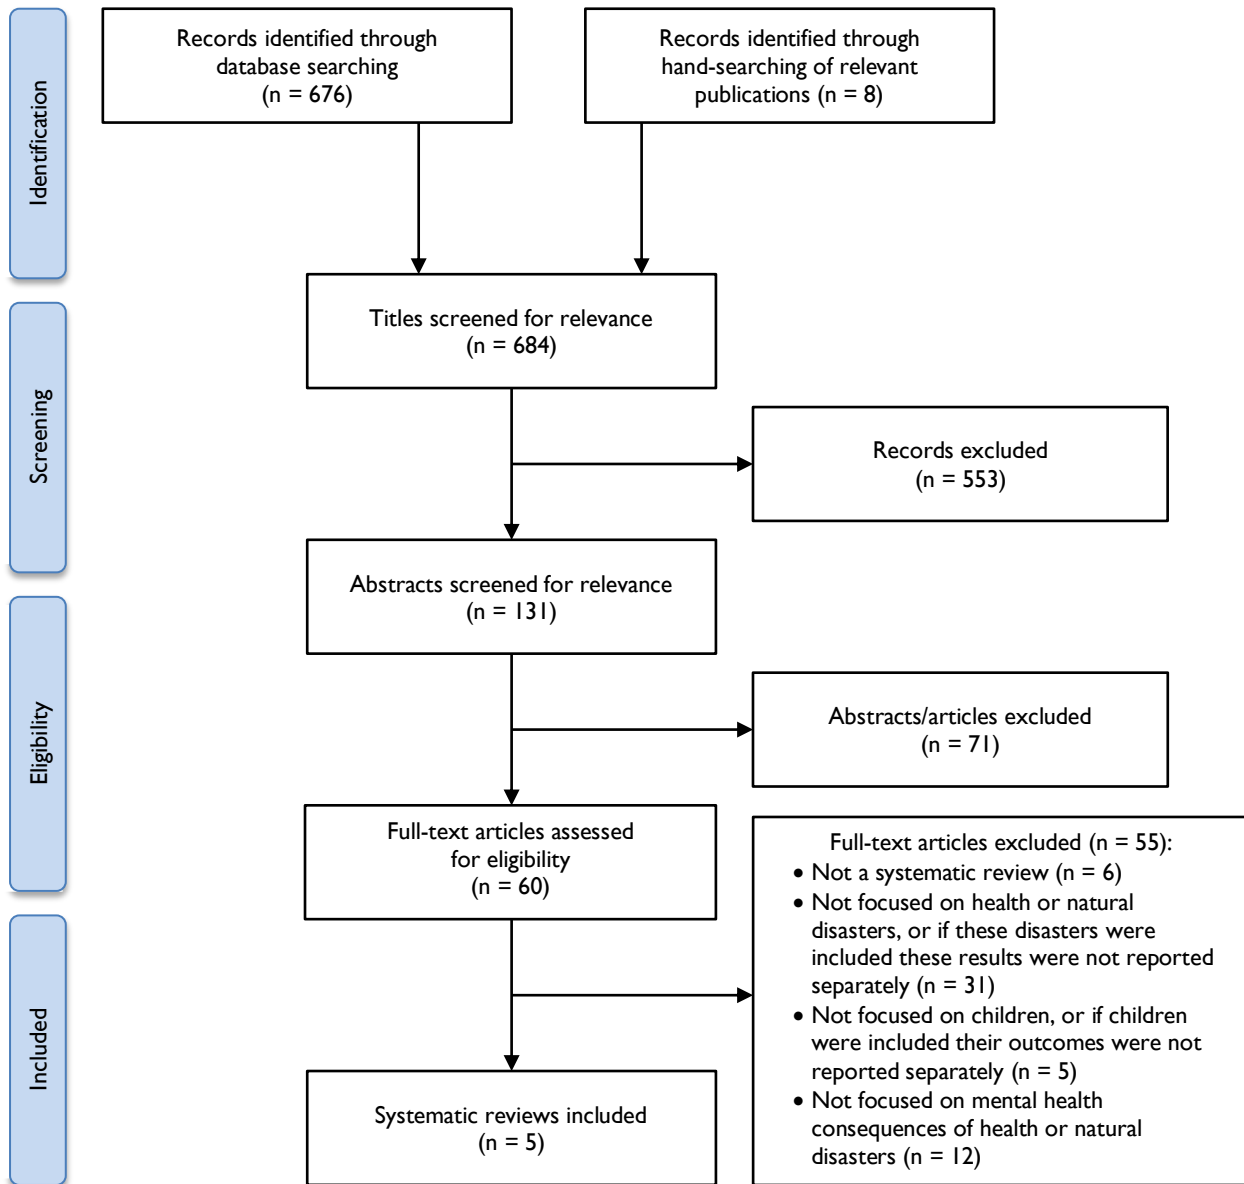 Identification
Records identified through
database searching
(n = 676)
Records identified through
hand-searching of relevant
publications (n = 8)
Titles screened for relevance
(n = 684)
Screening
Records excluded
(n = 553)
Abstracts screened for relevance
(n = 131)
Eligibility
Abstracts/articles excluded
(n = 71)
Full-text articles assessed
for eligibility
(n = 60)
Full-text articles excluded (n = 55):
• Not a systematic review (n = 6)
• Not focused on health or natural
disasters, or if these disasters were
included these results were not reported
separately (n = 31)
• Not focused on children, or if children
were included their outcomes were not
reported separately (n = 5)
• Not focused on mental health
consequences of health or natural
disasters (n = 12)
Included
Systematic reviews included
(n = 5)